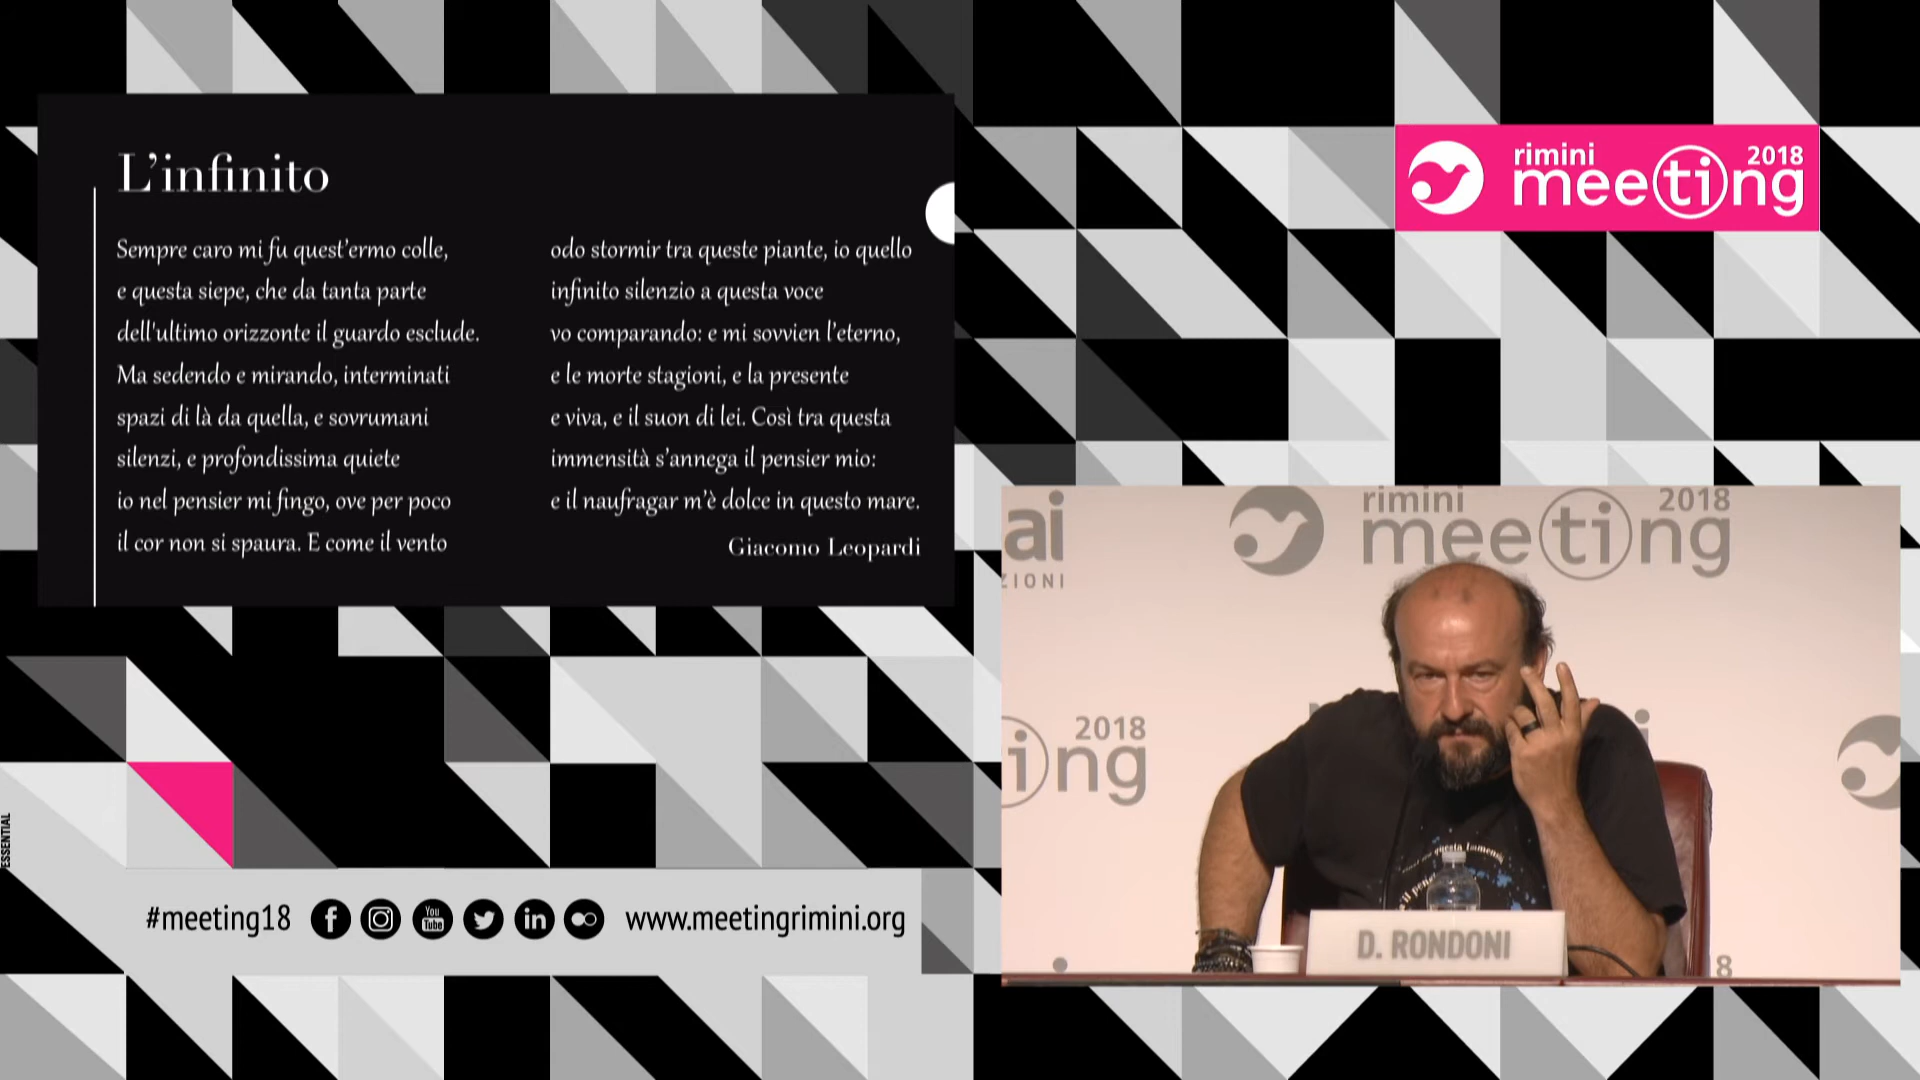 L'infinito
Sempre caro mi fu quest'ermo colle,
e questa siepe, che da tanta parte
dell'ultimo orizzonte il guardo esclude.
Ma sedendo e mirando, interminati
spazi di là da quella, e sovrumani
silenzi, e profondissima quiete
io nel pensier mi fingo, ove per poco
il cor non si spaura. E come il vento
odo stormir tra queste piante, io quello
infinito silenzio a questa voce
vo comparando: e mi sovvien l'eterno,
e le morte stagioni, e la presente
e viva, e il suon di lei. Così tra questa
immensità s'annega il pensier mio:
e il naufragar m'è dolce in questo mare.
Giacomo Leopardi
rimini 2018
meeting
ai
ZIONI
rimini 2018
meeting
2018
ing
D. RONDONI
ESSENTIAL
#meeting18
You
Tube
in
www.meetingrimini.org